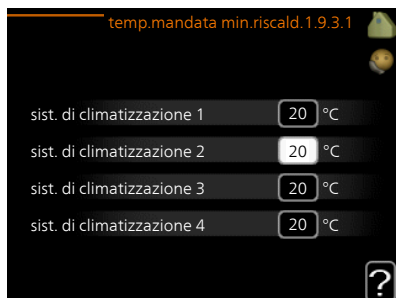 temp.mandata min.riscald.1.9.3.1
sist. di climatizzazione 1 20 °C
sist. di climatizzazione 2 20 °C
sist. di climatizzazione 3 20 °C
sist. di climatizzazione 4 20 °C
?